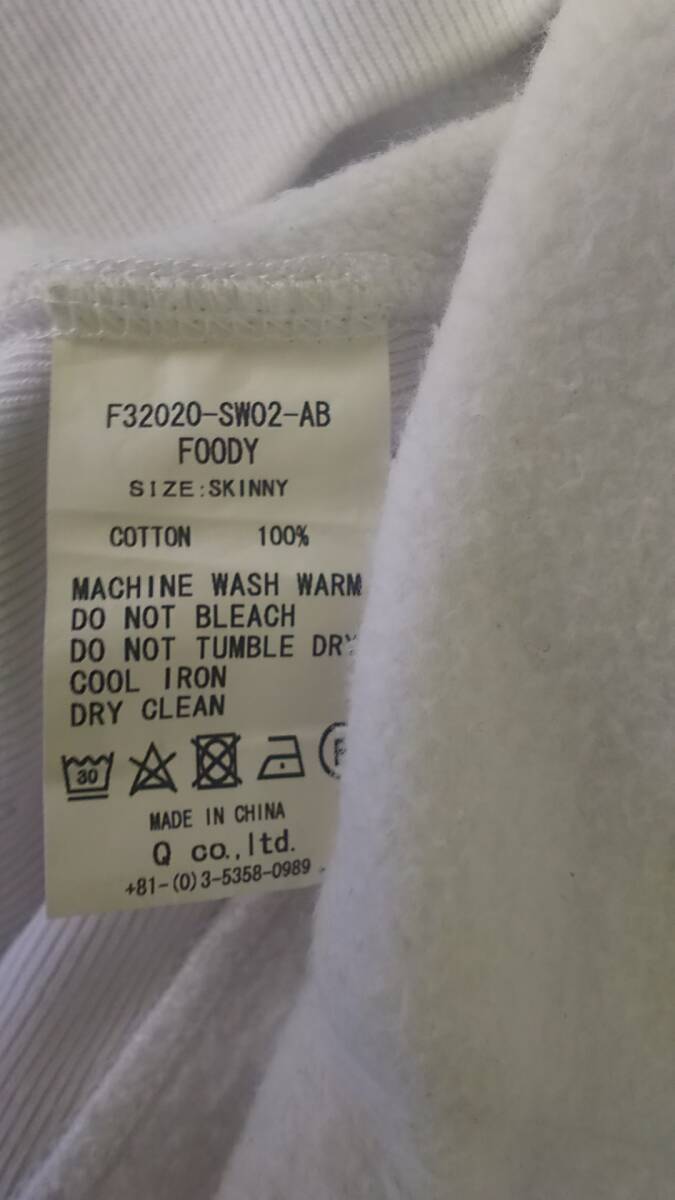 F32020-SW02-AB
FOODY
SIZE:SKINNY
COTTON 100%
MACHINE WASH WARM
DO NOT BLEACH
DO NOT TUMBLE DRY
COOL IRON
DRY CLEAN
30
MADE IN CHINA
Q co.,ltd.
+81-(0)3-5358-0989